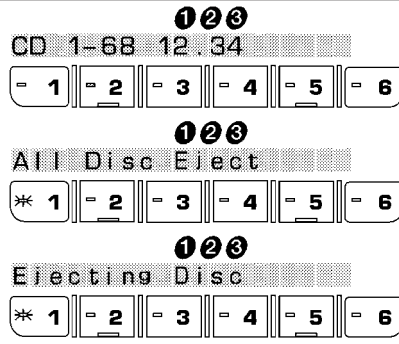 ❶❷❸
CD 1-68 12.34
- 1 - 2 - 3 - 4 - 5 - 6
❶❷❸
All Disc Eject
✳ 1 - 2 - 3 - 4 - 5 - 6
❶❷❸
Ejecting Disc
✳ 1 - 2 - 3 - 4 - 5 - 6